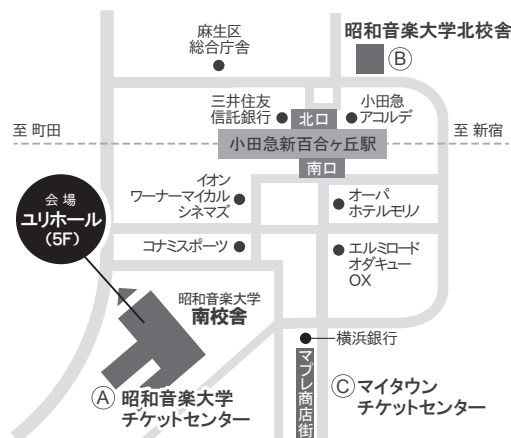 麻生区
総合庁舎
昭和音楽大学北校舎
Ⓑ
三井住友
信託銀行
北口
小田急
アコルデ
至 町田
小田急新百合ヶ丘駅
至 新宿
南口
イオン
ワーナーマイカル
シネマズ
オーパ
ホテルモリノ
会 場
ユリホール
(5F)
コナミスポーツ
エルミロード
オダキュー
OX
昭和音楽大学
南校舎
横浜銀行
マプレ商店街
Ⓐ 昭和音楽大学
チケットセンター
Ⓒ マイタウン
チケットセンター